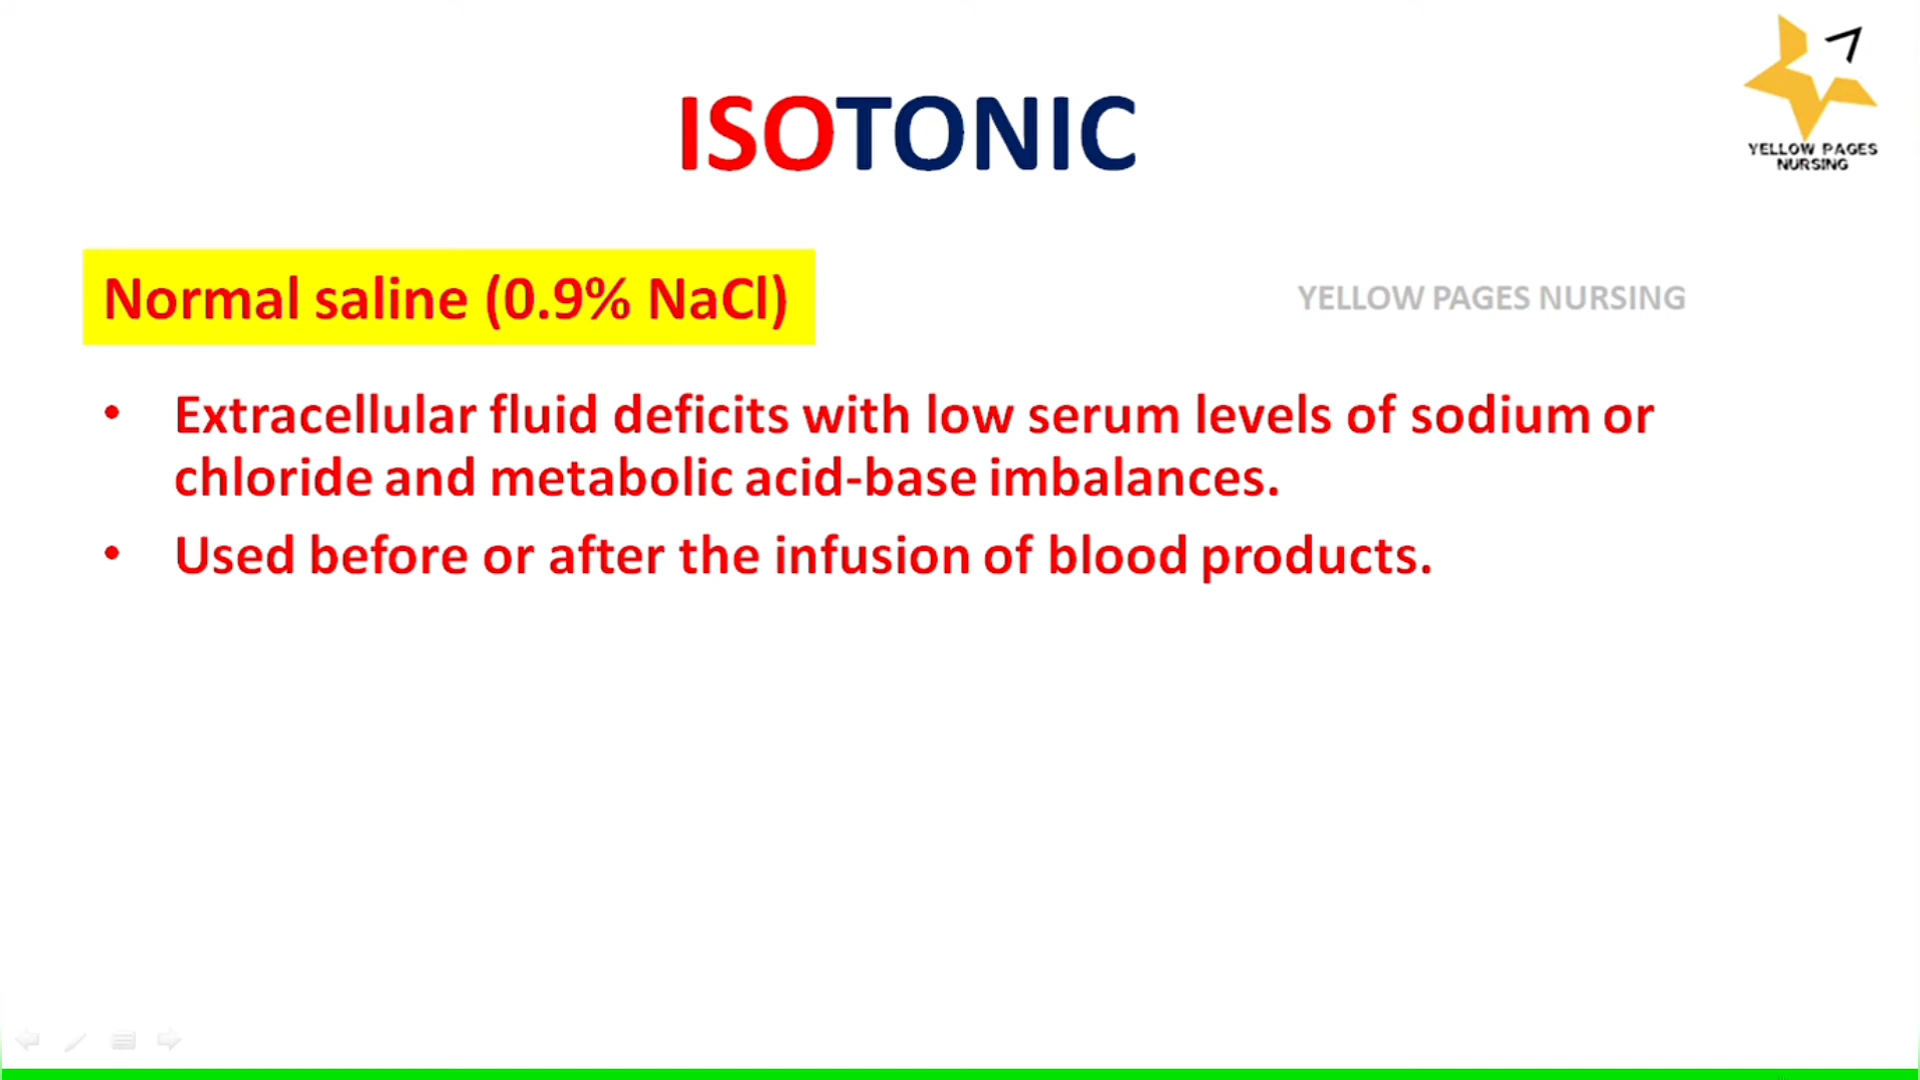 YELLOW PAGES
NURSING
ISOTONIC
Normal saline (0.9% NaCl)
YELLOW PAGES NURSING
• Extracellular fluid deficits with low serum levels of sodium or
chloride and metabolic acid-base imbalances.
• Used before or after the infusion of blood products.